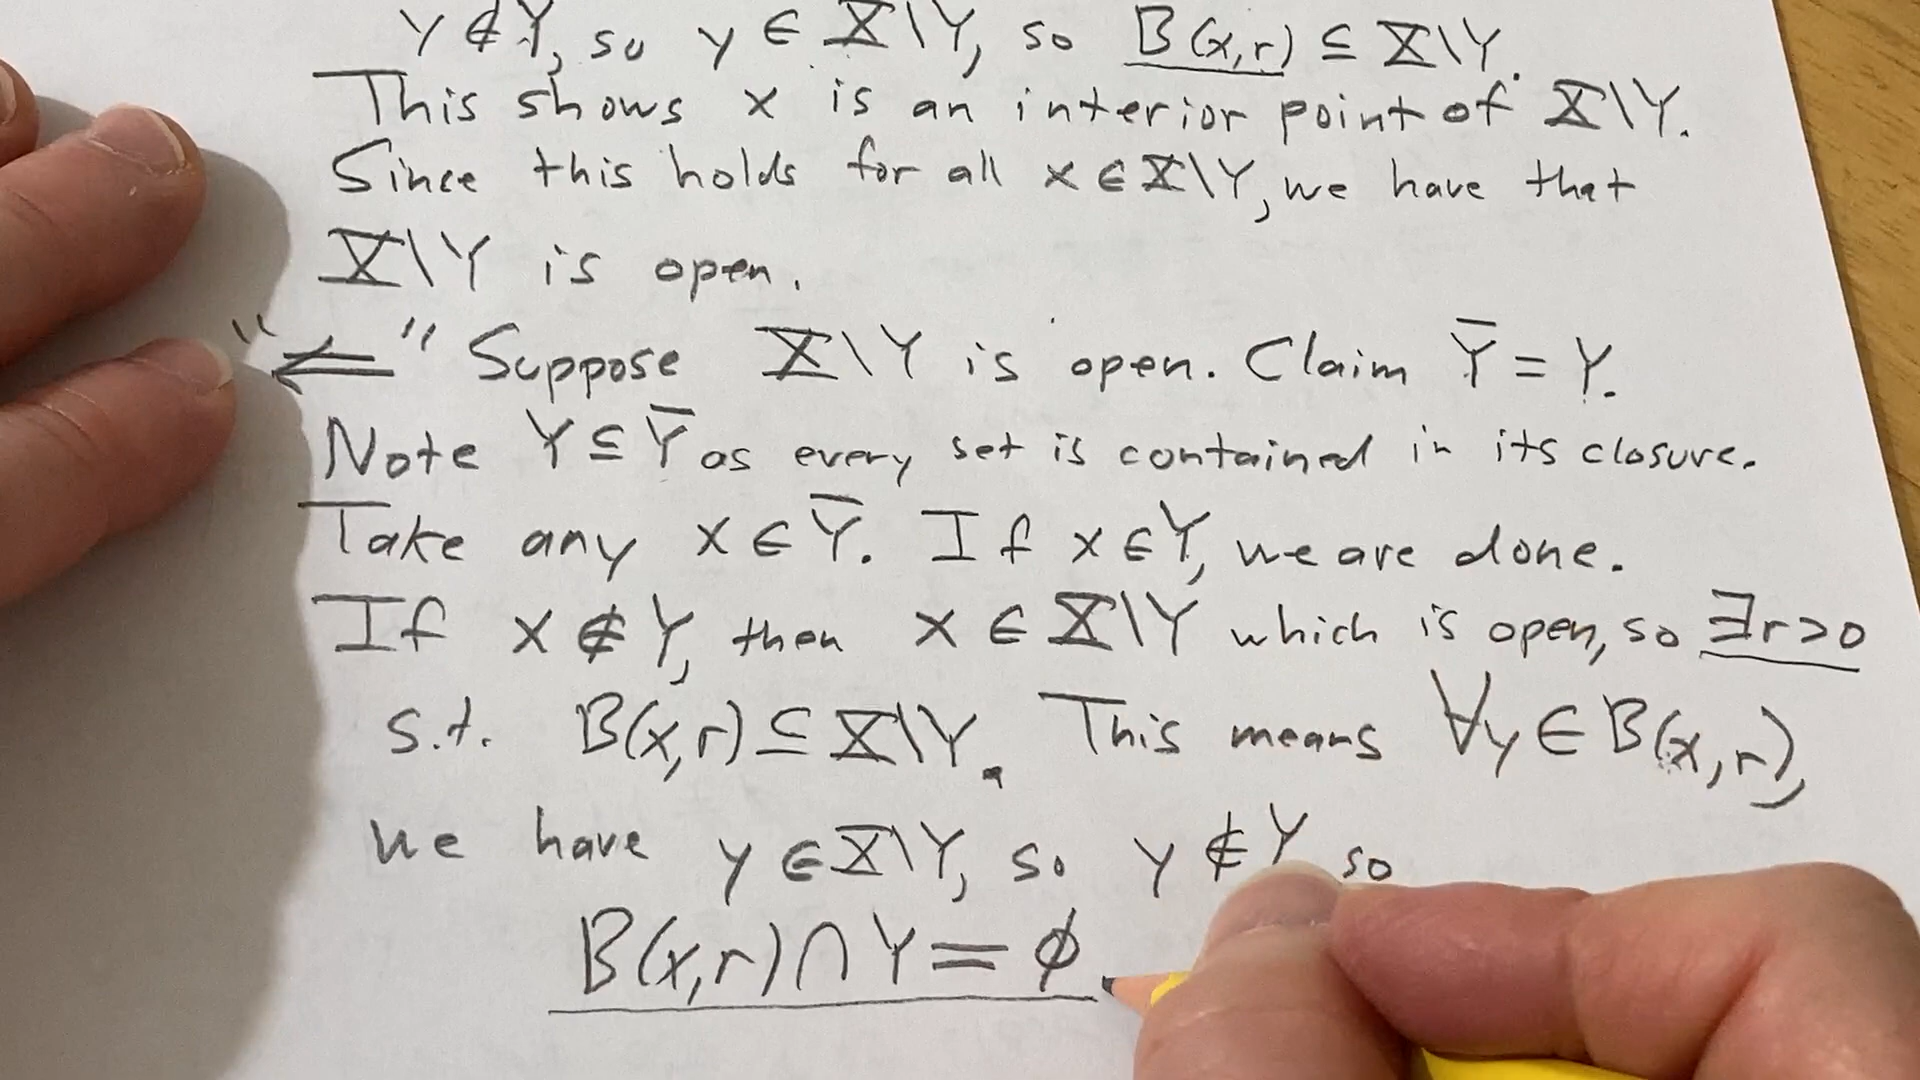 y ∉ Y, so y ∈ X\Y, so B(x,r) ⊆ X\Y.
This shows x is an interior point of X\Y.
Since this holds for all x ∈ X\Y, we have that
X\Y is open.
"⇐" Suppose X\Y is open. Claim Ȳ = Y.
Note Y ⊆ Ȳ as every set is contained in its closure.
Take any x ∈ Ȳ. If x ∈ Y, we are done.
If x ∉ Y, then x ∈ X\Y which is open, so ∃r>0
s.t. B(x,r) ⊆ X\Y. This means ∀y ∈ B(x,r),
we have y ∈ X\Y, so y ∉ Y so
B(x,r) ∩ Y = ∅